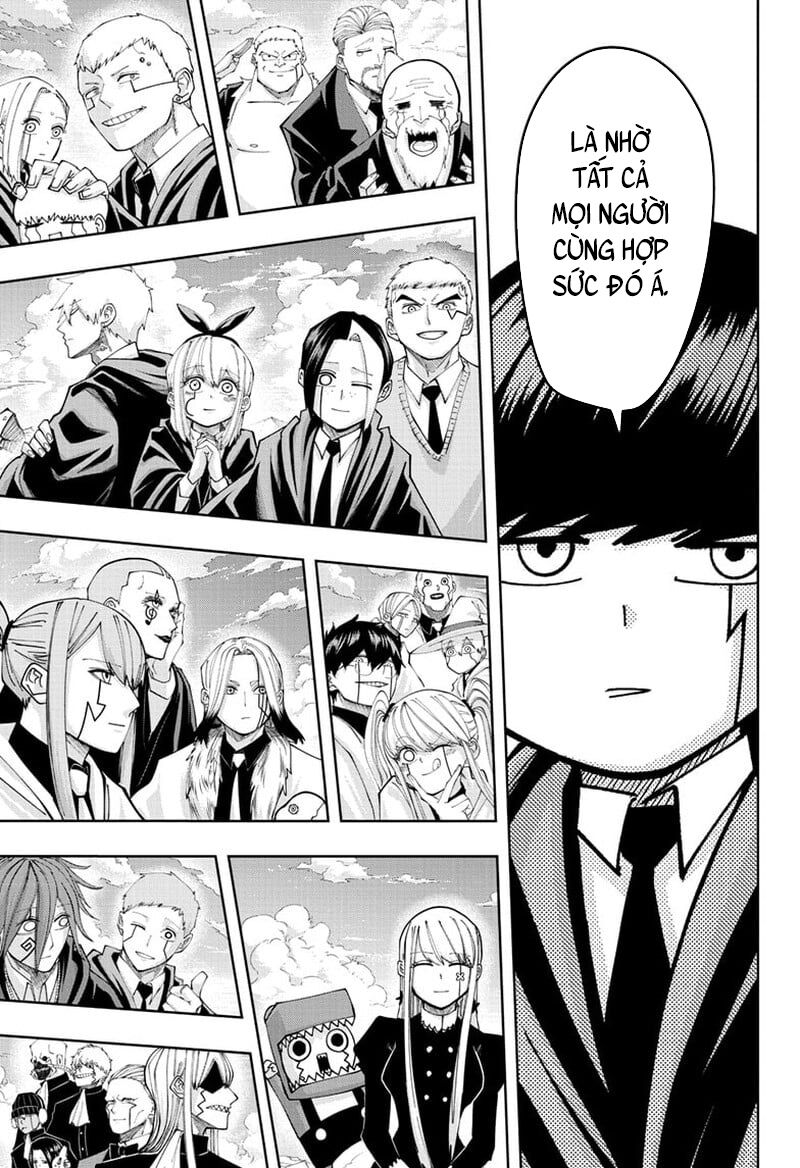 LÀ NHỜ
TẤT CẢ
MỌI NGƯỜI
CÙNG HỢP
SỨC ĐÓ Á.